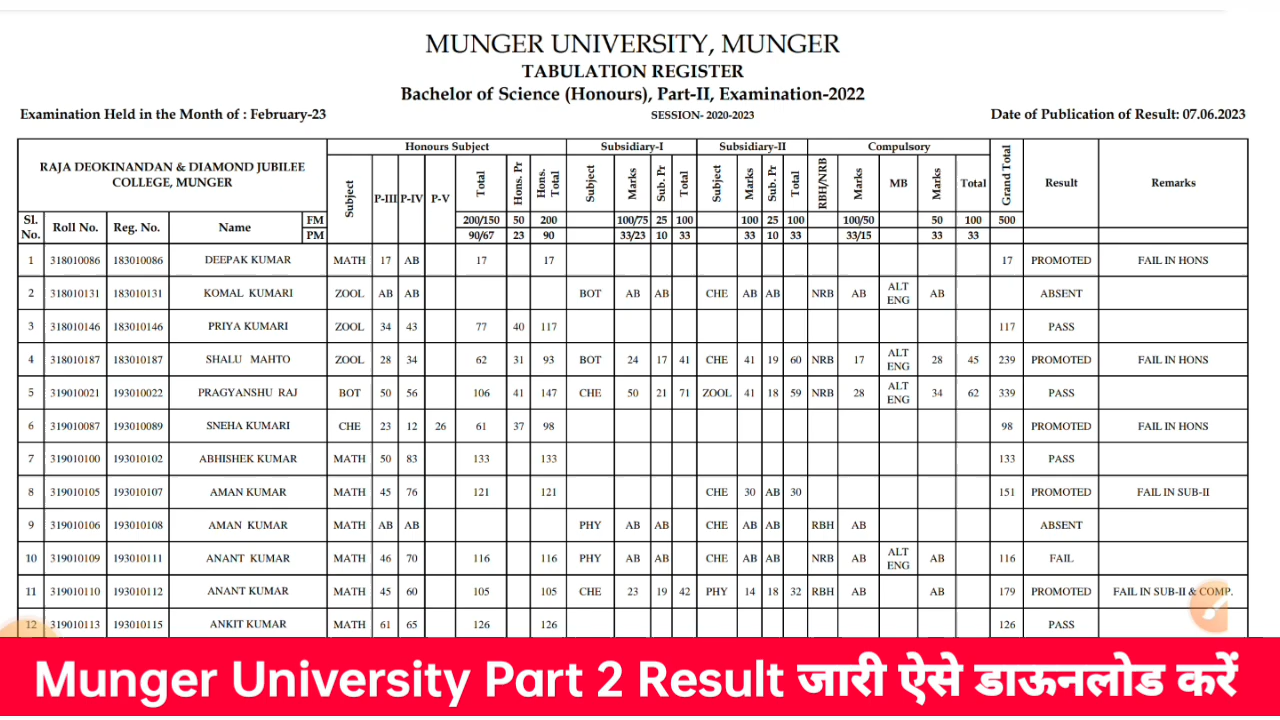 MUNGER UNIVERSITY, MUNGER
TABULATION REGISTER
Bachelor of Science (Honours), Part-II, Examination-2022
Examination Held in the Month of : February-23 SESSION- 2020-2023 Date of Publication of Result: 07.06.2023
RAJA DEOKINANDAN & DIAMOND JUBILEE COLLEGE, MUNGER
Honours Subject Subsidiary-I Subsidiary-II Compulsory Grand Total Result Remarks
Subject P-III P-IV P-V Total Hons. Pr Hons. Total Subject Marks Sub. Pr Total Subject Marks Sub. Pr Total RBH/NRB Marks MB Marks Total
Sl. No. Roll No. Reg. No. Name FM 200/150 50 200 100/75 25 100 100 25 100 100/50 50 100 500
PM 90/67 23 90 33/23 10 33 33 10 33 33/15 33 33
1 318010086 183010086 DEEPAK KUMAR MATH 17 AB 17 17 17 PROMOTED FAIL IN HONS
2 318010131 183010131 KOMAL KUMARI ZOOL AB AB BOT AB AB CHE AB AB NRB AB ALT ENG AB ABSENT
3 318010146 183010146 PRIYA KUMARI ZOOL 34 43 77 40 117 117 PASS
4 318010187 183010187 SHALU MAHTO ZOOL 28 34 62 31 93 BOT 24 17 41 CHE 41 19 60 NRB 17 ALT ENG 28 45 239 PROMOTED FAIL IN HONS
5 319010021 193010022 PRAGYANSHU RAJ BOT 50 56 106 41 147 CHE 50 21 71 ZOOL 41 18 59 NRB 28 ALT ENG 34 62 339 PASS
6 319010087 193010089 SNEHA KUMARI CHE 23 12 26 61 37 98 98 PROMOTED FAIL IN HONS
7 319010100 193010102 ABHISHEK KUMAR MATH 50 83 133 133 133 PASS
8 319010105 193010107 AMAN KUMAR MATH 45 76 121 121 CHE 30 AB 30 151 PROMOTED FAIL IN SUB-II
9 319010106 193010108 AMAN KUMAR MATH AB AB PHY AB AB CHE AB AB RBH AB ABSENT
10 319010109 193010111 ANANT KUMAR MATH 46 70 116 116 PHY AB AB CHE AB AB NRB AB ALT ENG AB 116 FAIL
11 319010110 193010112 ANANT KUMAR MATH 45 60 105 105 CHE 23 19 42 PHY 14 18 32 RBH AB AB 179 PROMOTED FAIL IN SUB-II & COMP.
12 319010113 193010115 ANKIT KUMAR MATH 61 65 126 126 126 PASS
Munger University Part 2 Result जारी ऐसे डाऊनलोड करें